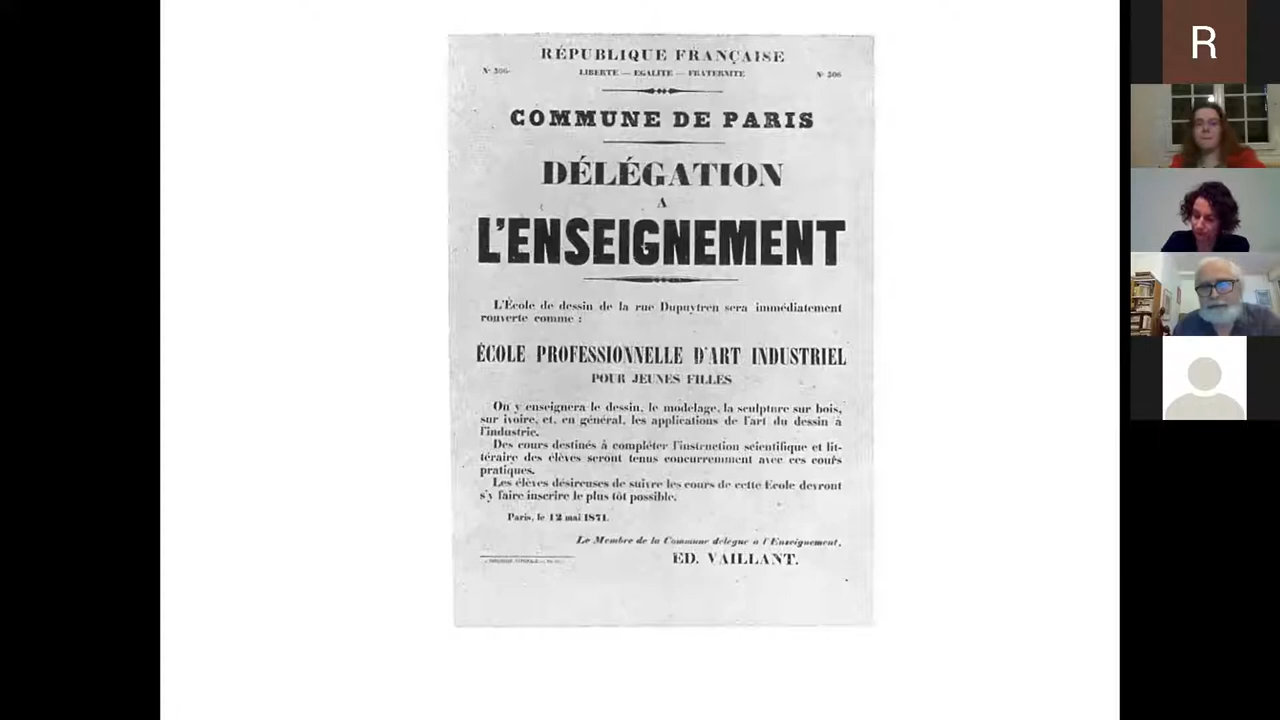 RÉPUBLIQUE FRANÇAISE
N° 306 LIBERTÉ — EGALITÉ — FRATERNITÉ N° 306
COMMUNE DE PARIS
DÉLÉGATION
A
L'ENSEIGNEMENT
L'École de dessin de la rue Dupuytren sera immédiatement
rouverte comme :
ÉCOLE PROFESSIONNELLE D'ART INDUSTRIEL
POUR JEUNES FILLES
On y enseignera le dessin, le modelage, la sculpture sur bois,
sur ivoire, et, en général, les applications de l'art du dessin à
l'industrie.
Des cours destinés à compléter l'instruction scientifique et lit-
téraire des élèves seront tenus concurremment avec ces cours
pratiques.
Les élèves désireuses de suivre les cours de cette École devront
s'y faire inscrire le plus tôt possible.
Paris, le 12 mai 1871.
Le Membre de la Commune délégué à l'Enseignement,
ED. VAILLANT.
R